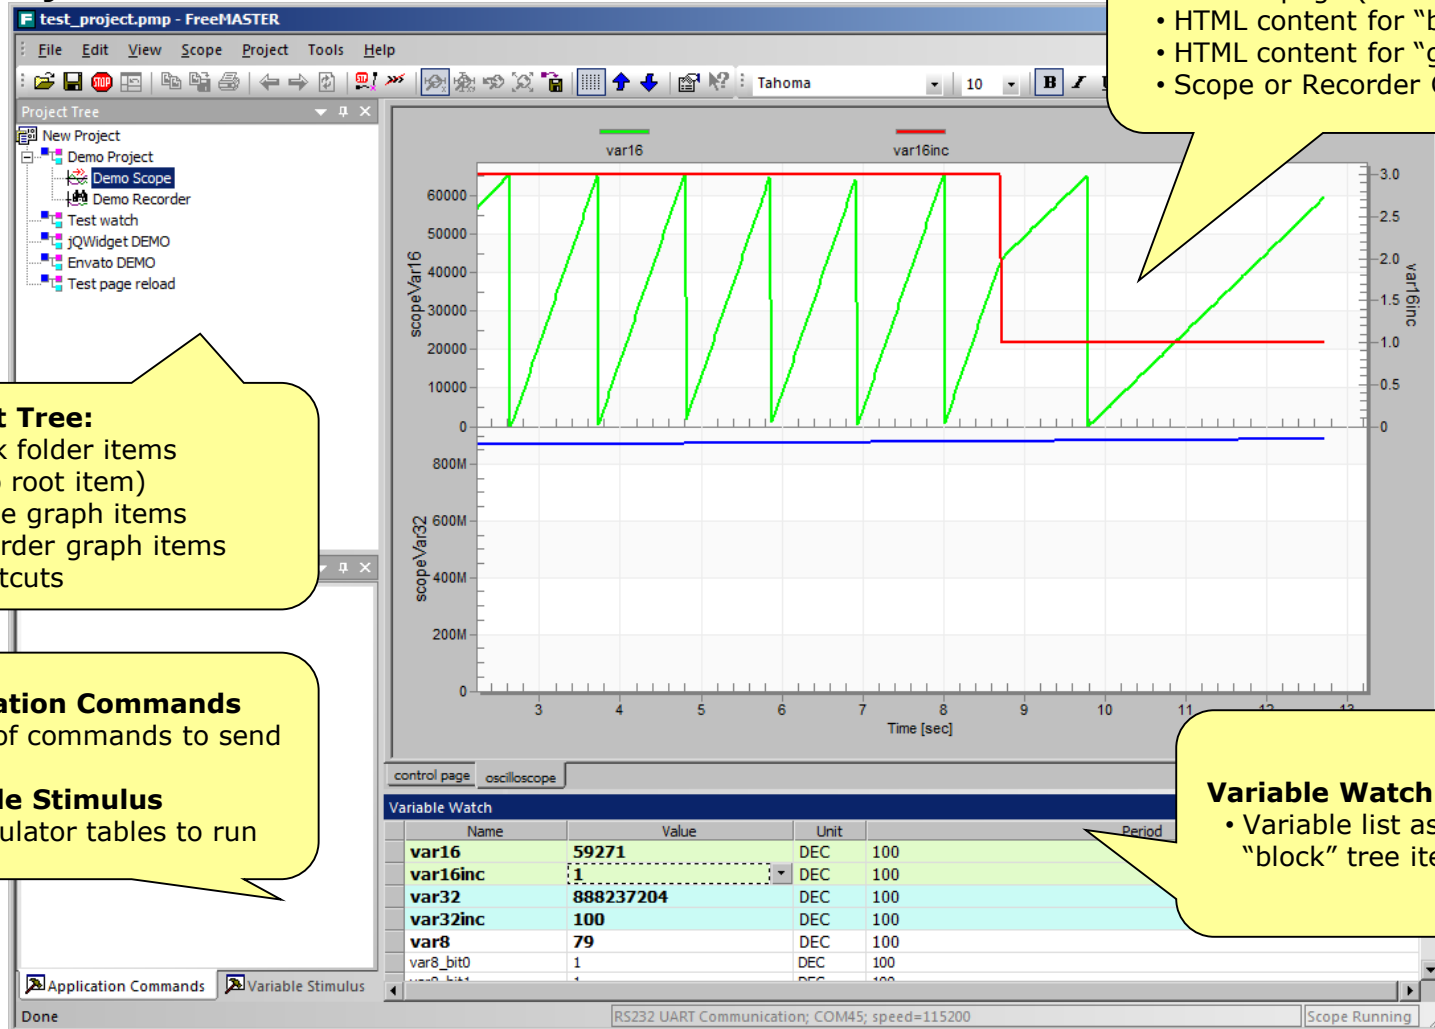 test_project.pmp - FreeMASTER
• HTML content for “
• HTML content for “
• Scope or Recorder
File Edit View Scope Project Tools Help
Tahoma 10 B I
Project Tree
New Project
Demo Project
Demo Scope
Demo Recorder
Test watch
jQWidget DEMO
Envato DEMO
Test page reload
Tree:
folder items
root item)
graph items
graph items
Application Commands
of commands to send
Stimulus
tables to run
Application Commands Variable Stimulus
var16 var16inc
60000
50000
40000
30000
20000
10000
0
scopeVar16
3.0
2.5
2.0
1.5
1.0
0.5
0
var16inc
800M
600M
400M
200M
0
scopeVar32
3 4 5 6 7 8 9 10 11 12 13
Time [sec]
control page oscilloscope
Variable Watch
Name Value Unit Period
var16 59271 DEC 100
var16inc 1 DEC 100
var32 888237204 DEC 100
var32inc 100 DEC 100
var8 79 DEC 100
var8_bit0 1 DEC 100
var8_bit1 1 DEC 100
Variable Watch
• Variable list
“block” tree
Done
RS232 UART Communication; COM45; speed=115200
Scope Running